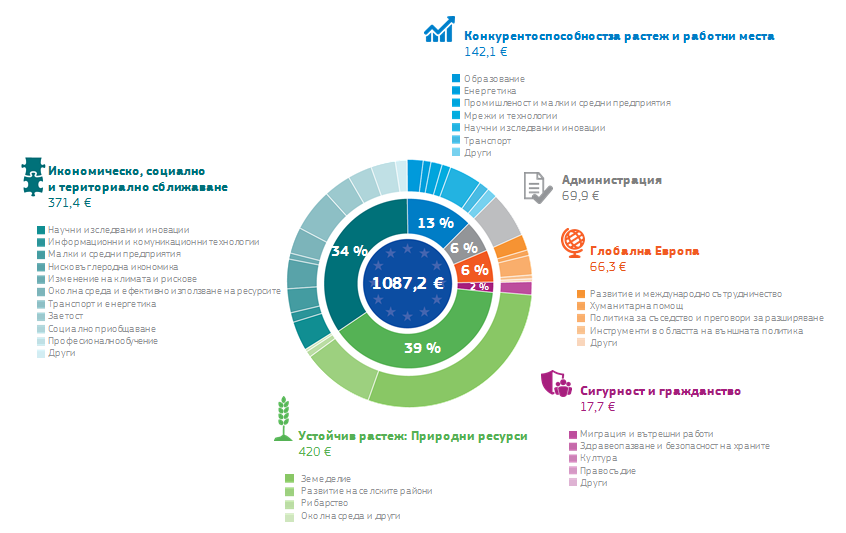 Конкурентоспособностза растеж и работни места
142,1 €
Образование
Енергетика
Промишленост и малки и средни предприятия
Мрежи и технологии
Научни изследвания и иновации
Транспорт
Други
Администрация
69,9 €
Глобална Европа
66,3 €
Развитие и международно сътрудничество
Хуманитарна помощ
Политика за съседство и преговори за разширяване
Инструменти в областта на външната политика
Други
Сигурност и гражданство
17,7 €
Миграция и вътрешни работи
Здравеопазване и безопасност на храните
Култура
Правосъдие
Други
Икономическо, социално
и териториално сближаване
371,4 €
Научни изследвания и иновации
Информационни и комуникационни технологии
Малки и средни предприятия
Нисковъглеродна икономика
Изменение на климата и рискове
Околна среда и ефективно използване на ресурсите
Транспорт и енергетика
Заетост
Социално приобщаване
Професионалнообучение
Други
13 %
6 %
6 %
2 %
39 %
34 %
1087,2 €
Устойчив растеж: Природни ресурси
420 €
Земеделие
Развитие на селските райони
Рибарство
Околна среда и други